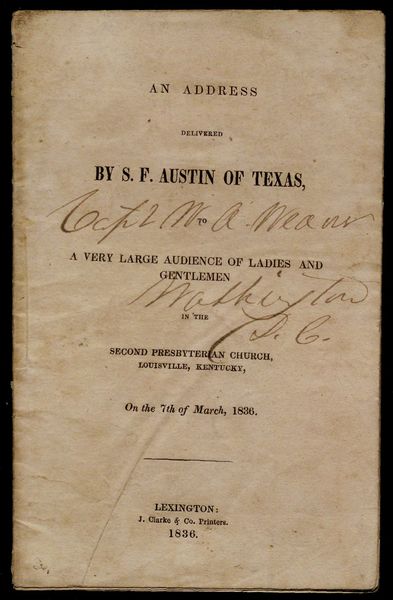 AN ADDRESS
DELIVERED
BY S. F. AUSTIN OF TEXAS,
Capt W. A.
TO
A VERY LARGE AUDIENCE OF LADIES AND
GENTLEMEN
Washington
IN THE
D. C.
SECOND PRESBYTERIAN CHURCH,
LOUISVILLE, KENTUCKY,
On the 7th of March, 1836.
LEXINGTON:
J. Clarke & Co. Printers.
1836.